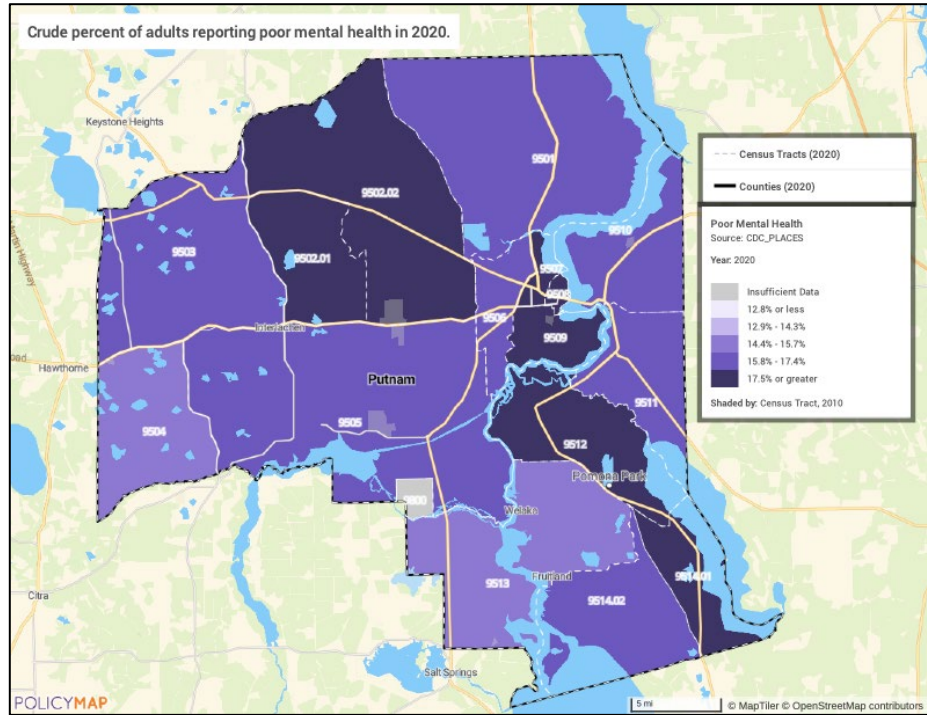 Crude percent of adults reporting poor mental health in 2020.
Keystone Heights
9501
9502.02
9510
9503
9502.01
9507
9508
Interlachen
9506
9509
Hawthorne
Putnam
9511
9504
9505
9512
Pomona Park
9800
Welaka
Fruitland
9513
9514.01
9514.02
Citra
Salt Springs
Census Tracts (2020)
Counties (2020)
Poor Mental Health
Source: CDC_PLACES
Year: 2020
Insufficient Data
12.8% or less
12.9% - 14.3%
14.4% - 15.7%
15.8% - 17.4%
17.5% or greater
Shaded by: Census Tract, 2010
POLICYMAP
5 mi
© MapTiler © OpenStreetMap contributors